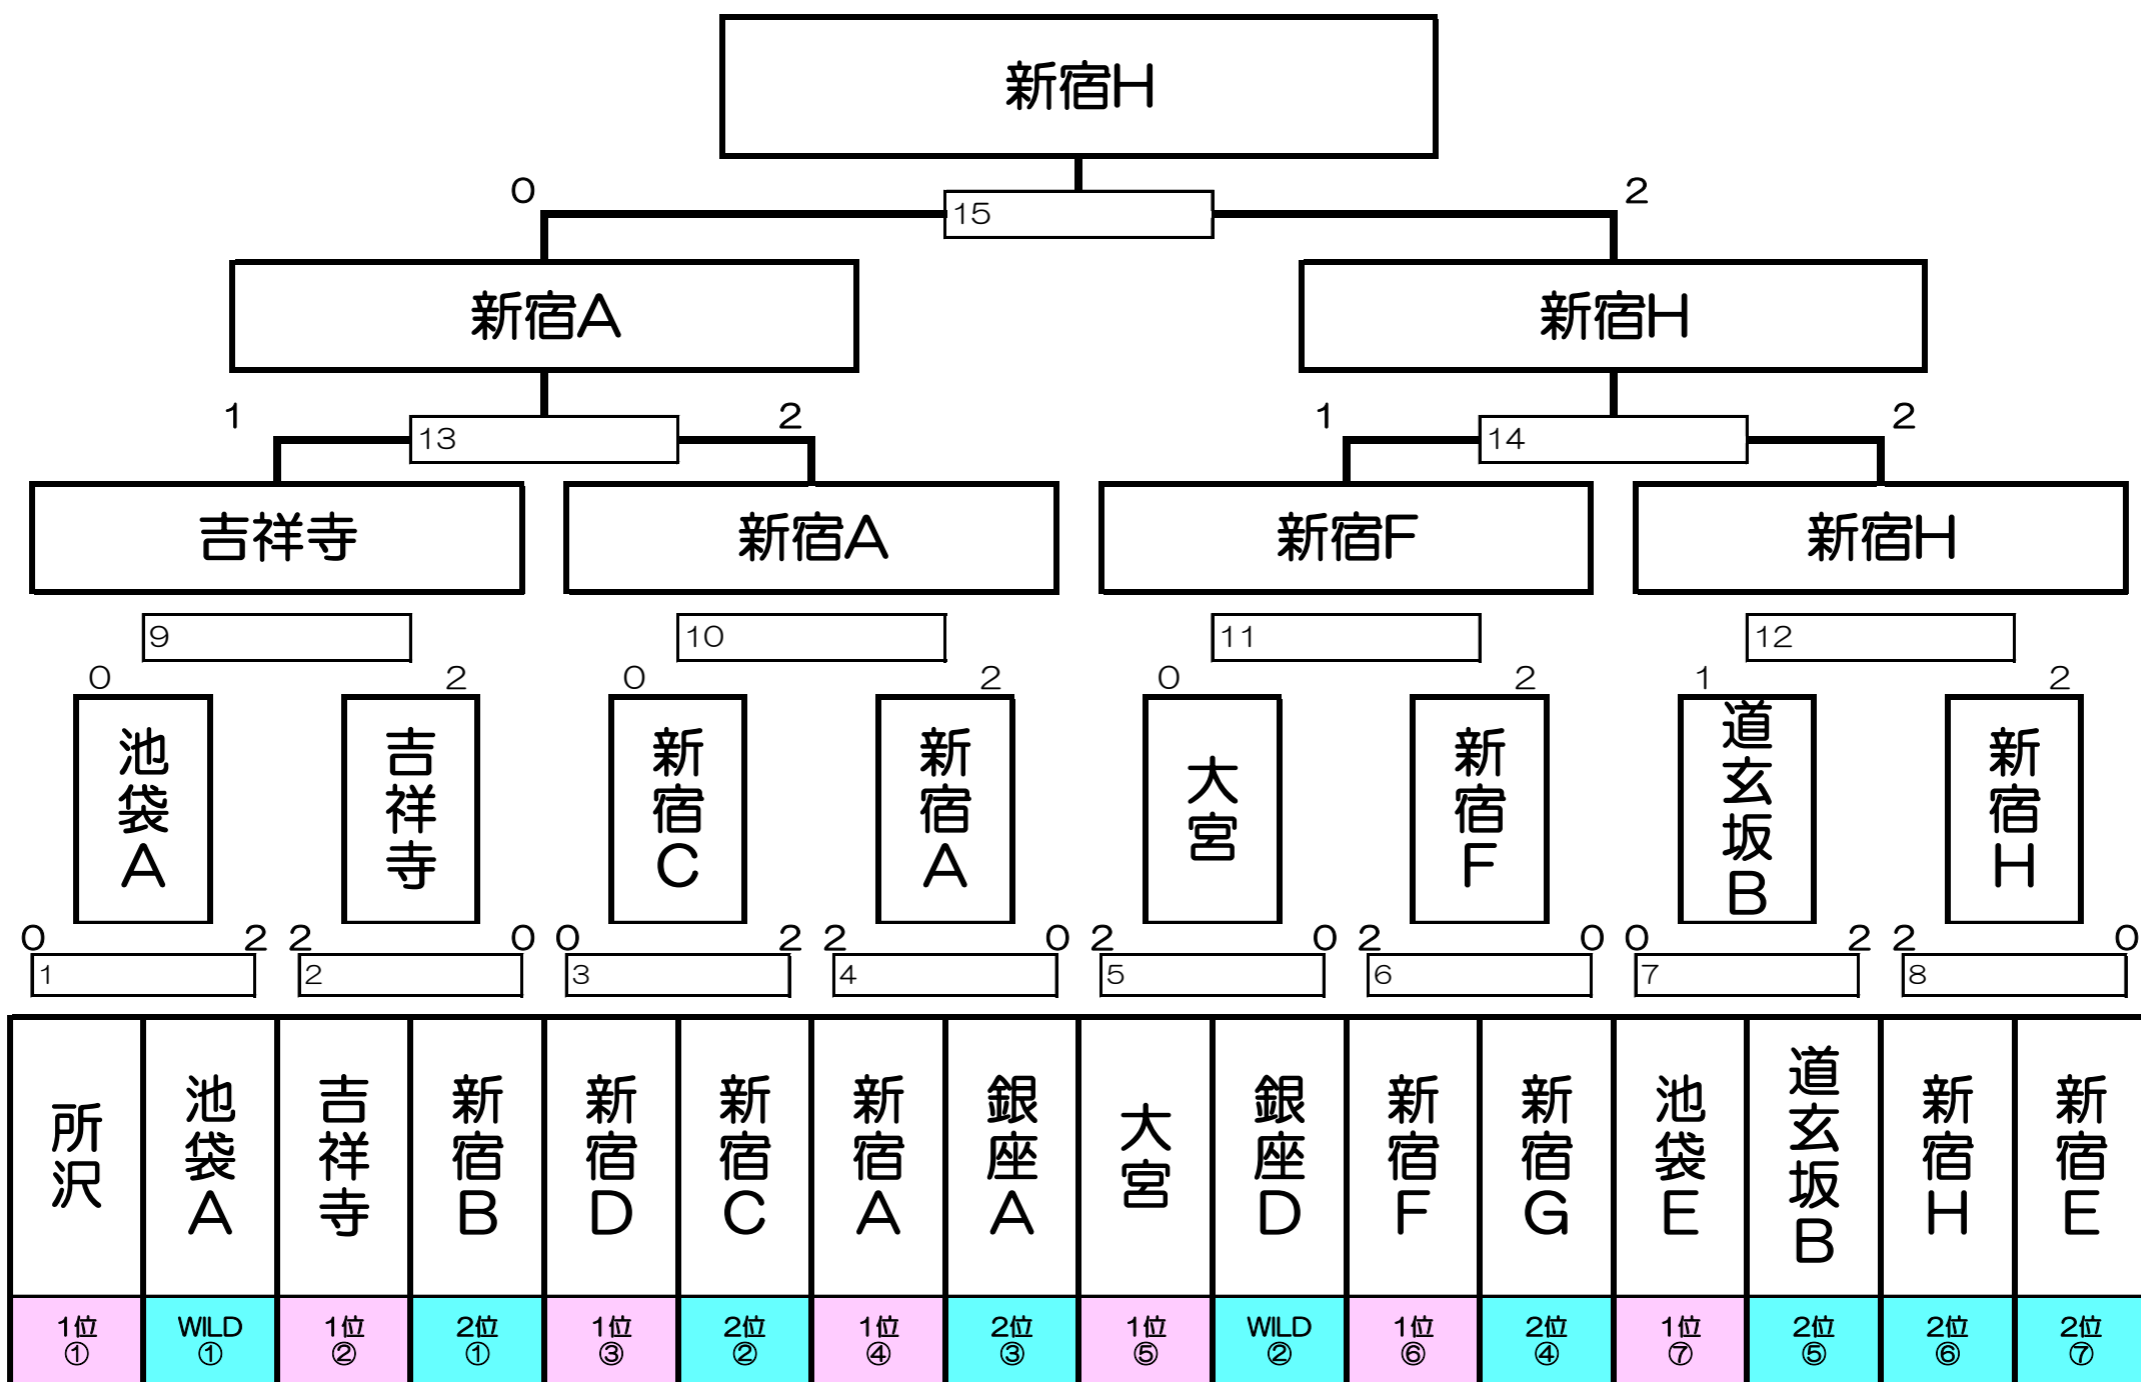 新宿H
0
15
2
新宿A
新宿H
1
13
2
1
14
2
吉祥寺
新宿A
新宿F
新宿H
9
10
11
12
0
2
0
2
0
2
1
2
池袋A
吉祥寺
新宿C
新宿A
大宮
新宿F
道玄坂B
新宿H
0
2
2
0
0
2
2
0
2
0
2
0
0
2
2
0
1
2
3
4
5
6
7
8
所沢
池袋A
吉祥寺
新宿B
新宿D
新宿C
新宿A
銀座A
大宮
銀座D
新宿F
新宿G
池袋E
道玄坂B
新宿H
新宿E
1位
①
WILD
①
1位
②
2位
①
1位
③
2位
②
1位
④
2位
③
1位
⑤
WILD
②
1位
⑥
2位
④
1位
⑦
2位
⑤
2位
⑥
2位
⑦